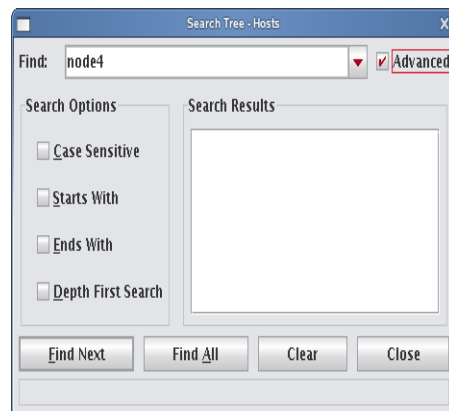 Search Tree - Hosts X
Find: node4 Advanced
Search Options
Search Results
Case Sensitive
Starts With
Ends With
Depth First Search
Find Next Find All Clear Close